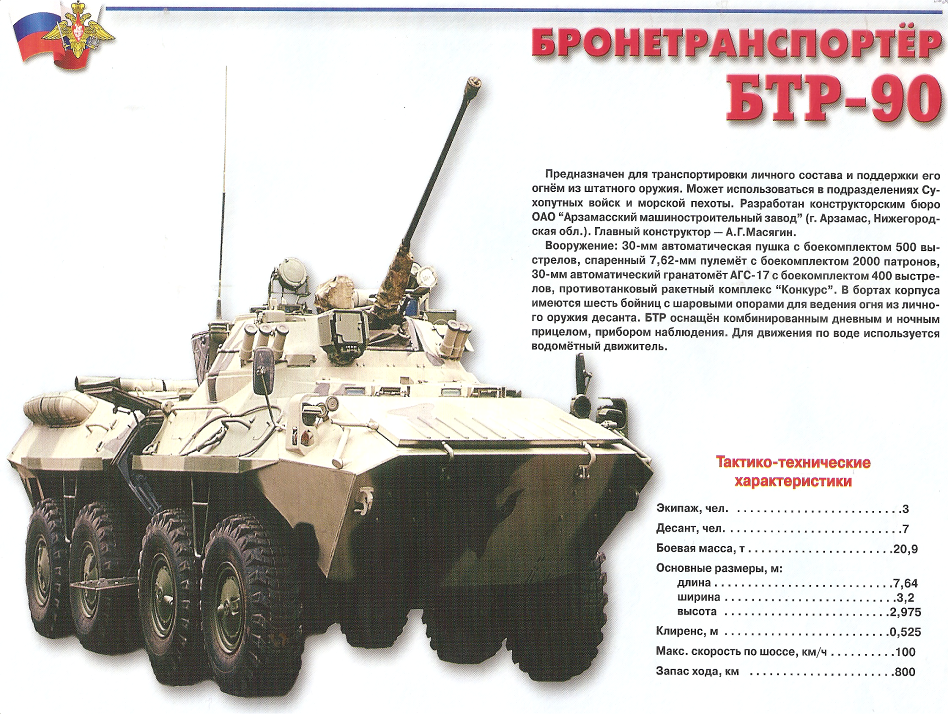 БРОНЕТРАНСПОРТЁР
БТР-90
Предназначен для транспортировки личного состава и поддержки его
огнём из штатного оружия. Может использоваться в подразделениях Су-
хопутных войск и морской пехоты. Разработан конструкторским бюро
ОАО “Арзамасский машиностроительный завод” (г. Арзамас, Нижегород-
ская обл.). Главный конструктор — А.Г.Масягин.
Вооружение: 30-мм автоматическая пушка с боекомплектом 500 вы-
стрелов, спаренный 7,62-мм пулемёт с боекомплектом 2000 патронов,
30-мм автоматический гранатомёт АГС-17 с боекомплектом 400 выстре-
лов, противотанковый ракетный комплекс “Конкурс”. В бортах корпуса
имеются шесть бойниц с шаровыми опорами для ведения огня из лично-
го оружия десанта. БТР оснащён комбинированным дневным и ночным
прицелом, прибором наблюдения. Для движения по воде используется
водомётный движитель.
Тактико-технические
характеристики
Экипаж, чел. . . . . . . . . . . . . . . . . . . . . . . . . .3
Десант, чел. . . . . . . . . . . . . . . . . . . . . . . . . .7
Боевая масса, т . . . . . . . . . . . . . . . . . . . . . .20,9
Основные размеры, м:
длина . . . . . . . . . . . . . . . . . . . . . . . . . . .7,64
ширина . . . . . . . . . . . . . . . . . . . . . . . . . .3,2
высота . . . . . . . . . . . . . . . . . . . . . . . . .2,975
Клиренс, м . . . . . . . . . . . . . . . . . . . . . . . . .0,525
Макс. скорость по шоссе, км/ч . . . . . . . . . .100
Запас хода, км . . . . . . . . . . . . . . . . . . . . . .800